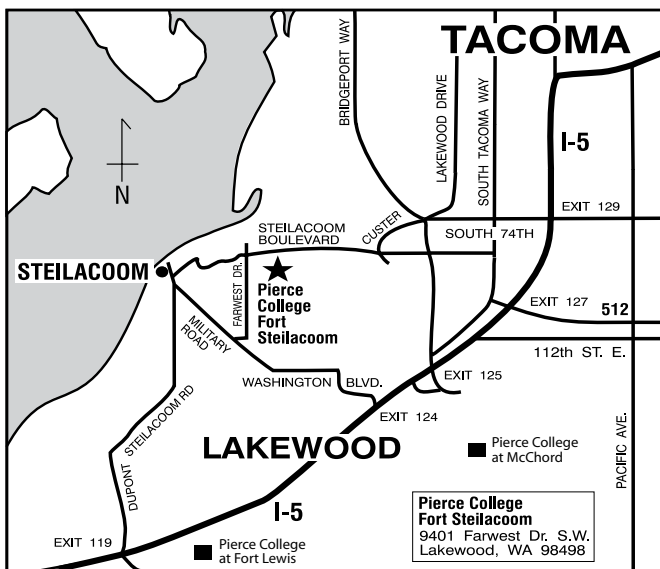 TACOMA
BRIDGEPORT WAY
LAKEWOOD DRIVE
SOUTH TACOMA WAY
I-5
N
EXIT 129
STEILACOOM
BOULEVARD
CUSTER
SOUTH 74TH
STEILACOOM
FARWEST DR.
Pierce
College
Fort
Steilacoom
EXIT 127
512
MILITARY
ROAD
112th ST. E.
WASHINGTON BLVD.
EXIT 125
EXIT 124
DUPONT STEILACOOM RD
LAKEWOOD
Pierce College
at McChord
PACIFIC AVE.
I-5
Pierce College
Fort Steilacoom
9401 Farwest Dr. S.W.
Lakewood, WA 98498
EXIT 119
Pierce College
at Fort Lewis